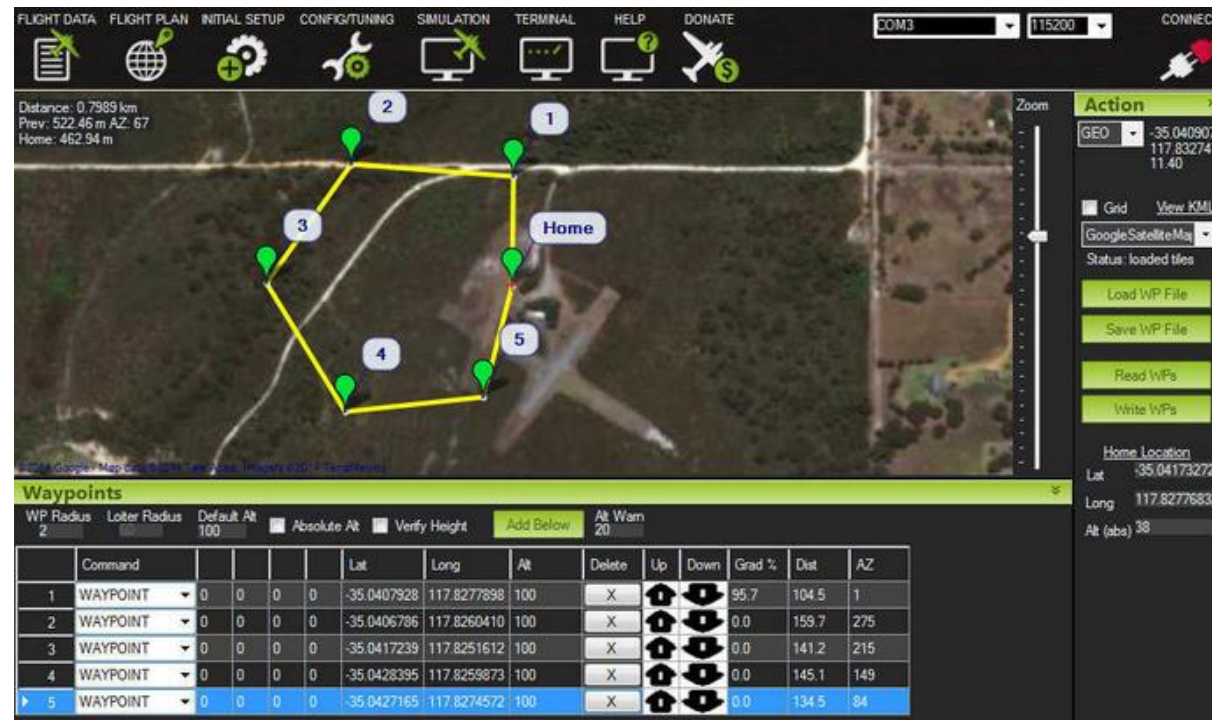 FLIGHT DATA FLIGHT PLAN INITIAL SETUP CONFIG/TUNING SIMULATION TERMINAL HELP DONATE COM3 115200 CONNEC
Distance: 0.7989 km
Prev: 522.46 m AZ: 67
Home: 462.94 m
2
1
3
Home
4
5
Zoom
Action
GEO -35.040907
117.83274
11.40
Grid View KML
GoogleSatelliteMap
Status: loaded tiles
Load WP File
Save WP File
Read WPs
Write WPs
Home Location
Lat -35.04173272
Long 117.8277683
Alt (abs) 38
Waypoints
WP Radius Loiter Radius Default Alt Alt Warn
2 100 Absolute Alt Verify Height Add Below 20
Command Lat Long Alt Delete Up Down Grad % Dist AZ
1 WAYPOINT 0 0 0 0 -35.0407928 117.8277898 100 X 95.7 104.5 1
2 WAYPOINT 0 0 0 0 -35.0406786 117.8260410 100 X 0.0 159.7 275
3 WAYPOINT 0 0 0 0 -35.0417239 117.8251612 100 X 0.0 141.2 215
4 WAYPOINT 0 0 0 0 -35.0428395 117.8259873 100 X 0.0 145.1 149
5 WAYPOINT 0 0 0 0 -35.0427165 117.8274572 100 X 0.0 134.5 84